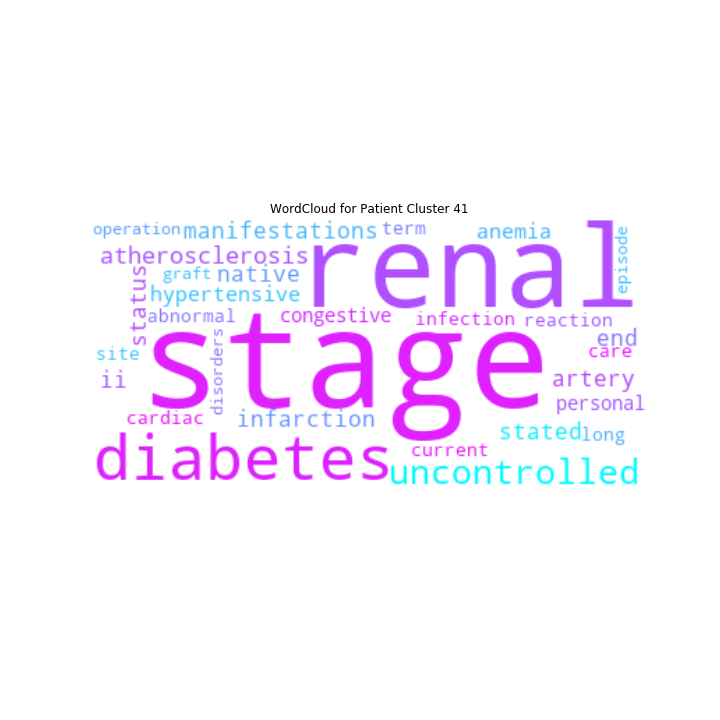 WordCloud for Patient Cluster 41
operation manifestations term anemia episode
atherosclerosis renal
graft native
status hypertensive
abnormal congestive infection reaction
stage end
site disorders care
ii artery
cardiac infarction personal
stated long
diabetes current
uncontrolled